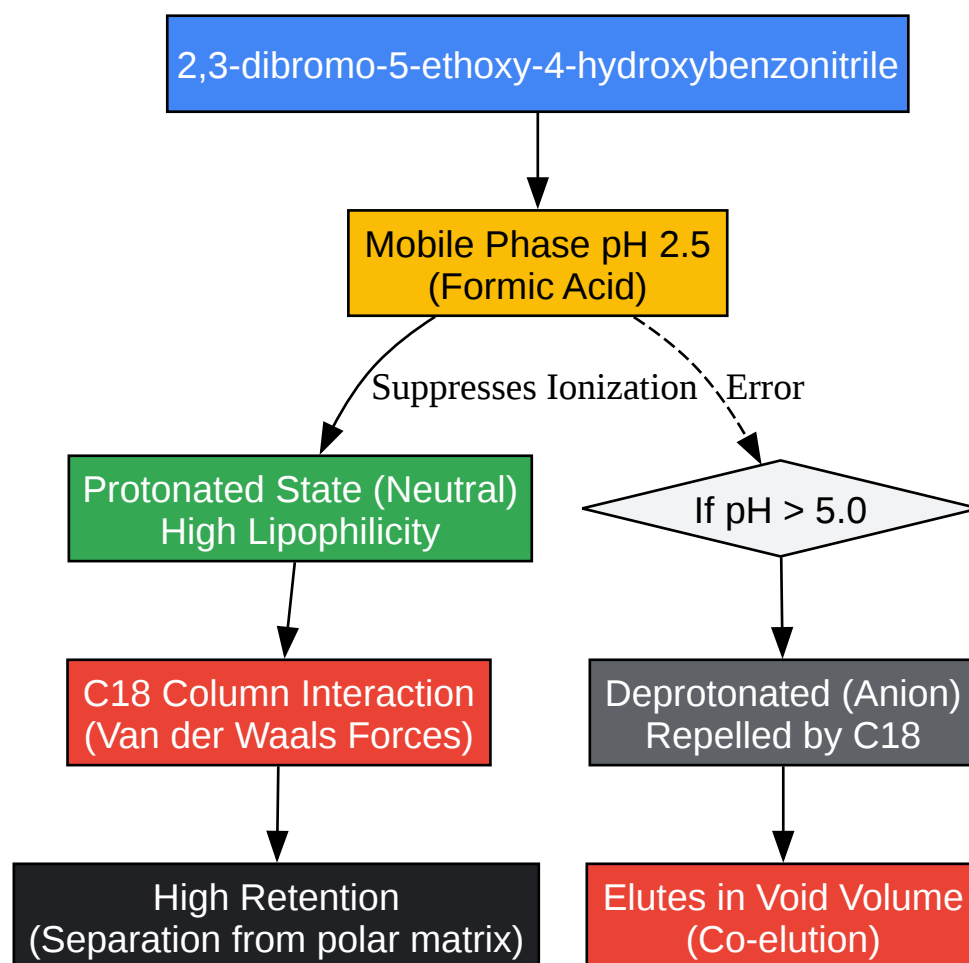 2,3-dibromo-5-ethoxy-4-hydroxybenzonitrile
Mobile Phase pH 2.5
(Formic Acid)
Suppresses Ionization
Error
Protonated State (Neutral)
High Lipophilicity
If pH > 5.0
C18 Column Interaction
(Van der Waals Forces)
Deprotonated (Anion)
Repelled by C18
High Retention
(Separation from polar matrix)
Elutes in Void Volume
(Co-elution)